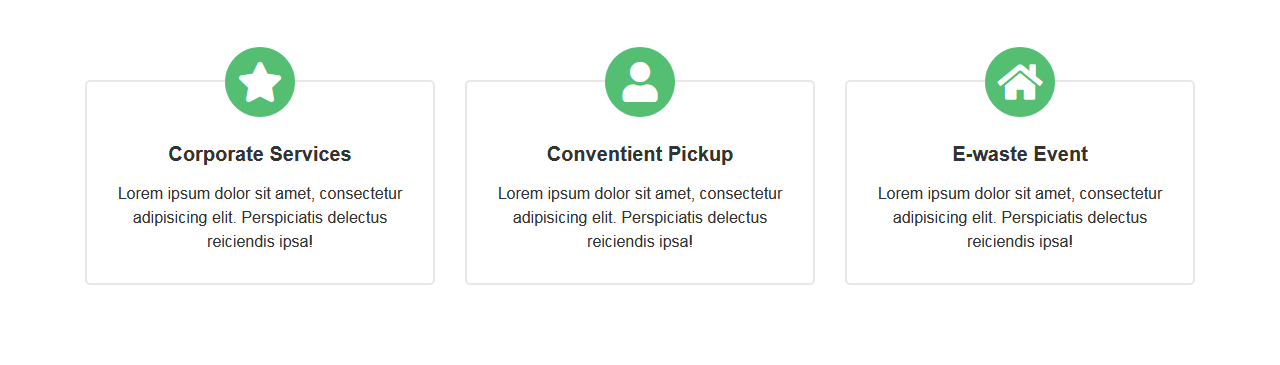 Corporate Services
Lorem ipsum dolor sit amet, consectetur
adipisicing elit. Perspiciatis delectus
reiciendis ipsa!
Conventient Pickup
Lorem ipsum dolor sit amet, consectetur
adipisicing elit. Perspiciatis delectus
reiciendis ipsa!
E-waste Event
Lorem ipsum dolor sit amet, consectetur
adipisicing elit. Perspiciatis delectus
reiciendis ipsa!